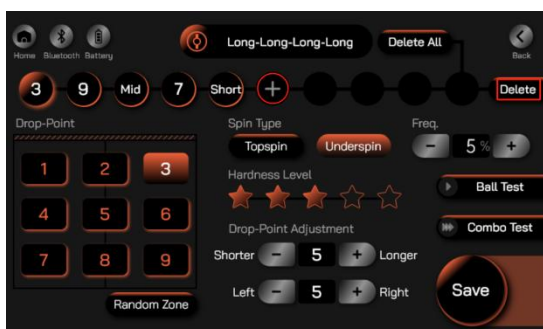 Long-Long-Long-Long Delete All
Home Bluetooth Battery Back
3 9 Mid 7 Short + Delete
Drop-Point Spin Type Freq.
Topspin Underspin - 5 % +
1 2 3
Hardness Level
Ball Test
4 5 6
Drop-Point Adjustment Combo Test
Shorter - 5 + Longer
7 8 9
Left - 5 + Right Save
Random Zone